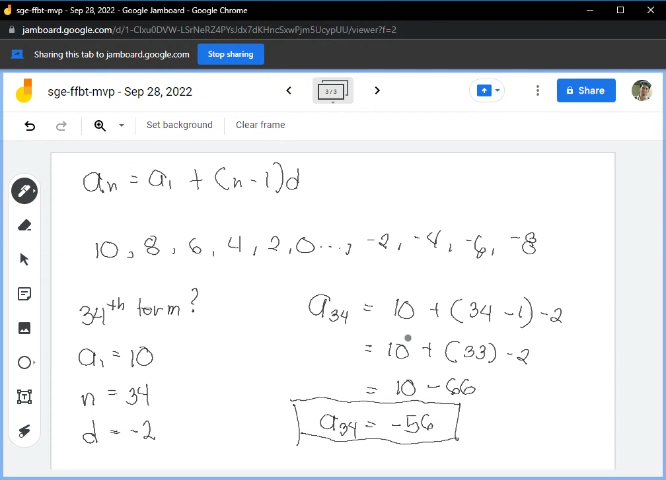 sge-ffbt-mvp - Sep 28, 2022 - Google Jamboard - Google Chrome
jamboard.google.com/d/1-CIxu0DVW-LSrNeRZ4PYsJdx7dKHncSxwPjm5UcypUU/viewer?f=2
Sharing this tab to jamboard.google.com Stop sharing
sge-ffbt-mvp - Sep 28, 2022
3/3
Share
Set background Clear frame
aₙ = a₁ + (n - 1)d
10, 8, 6, 4, 2, 0..., -2, -4, -6, -8
34ᵗʰ term?
a₁ = 10
n = 34
d = -2
a₃₄ = 10 + (34 - 1) - 2
= 10 + (33) - 2
= 10 - 66
a₃₄ = -56